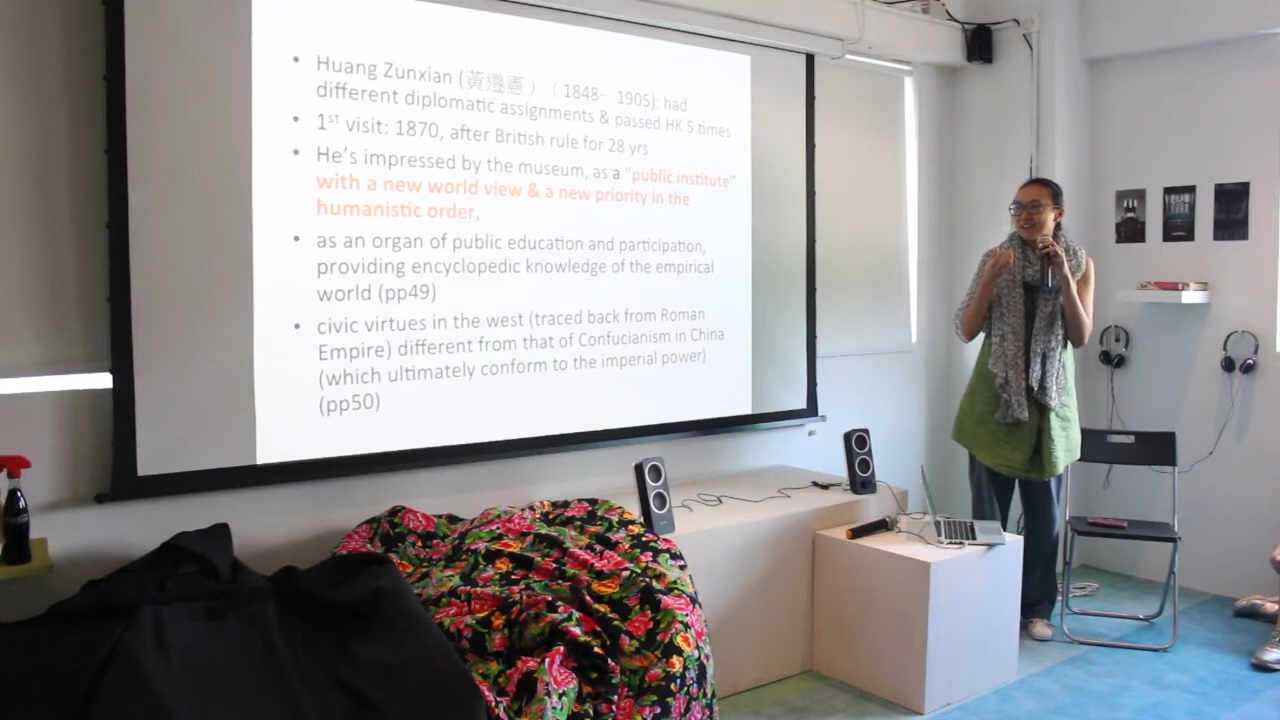 • Huang Zunxian (黃遵憲）（1848– 1905): had
different diplomatic assignments & passed HK 5 times
• 1st visit: 1870, after British rule for 28 yrs
• He’s impressed by the museum, as a “public institute”
with a new world view & a new priority in the
humanistic order,
• as an organ of public education and participation,
providing encyclopedic knowledge of the empirical
world (pp49)
• civic virtues in the west (traced back from Roman
Empire) different from that of Confucianism in China
(which ultimately conform to the imperial power)
(pp50)